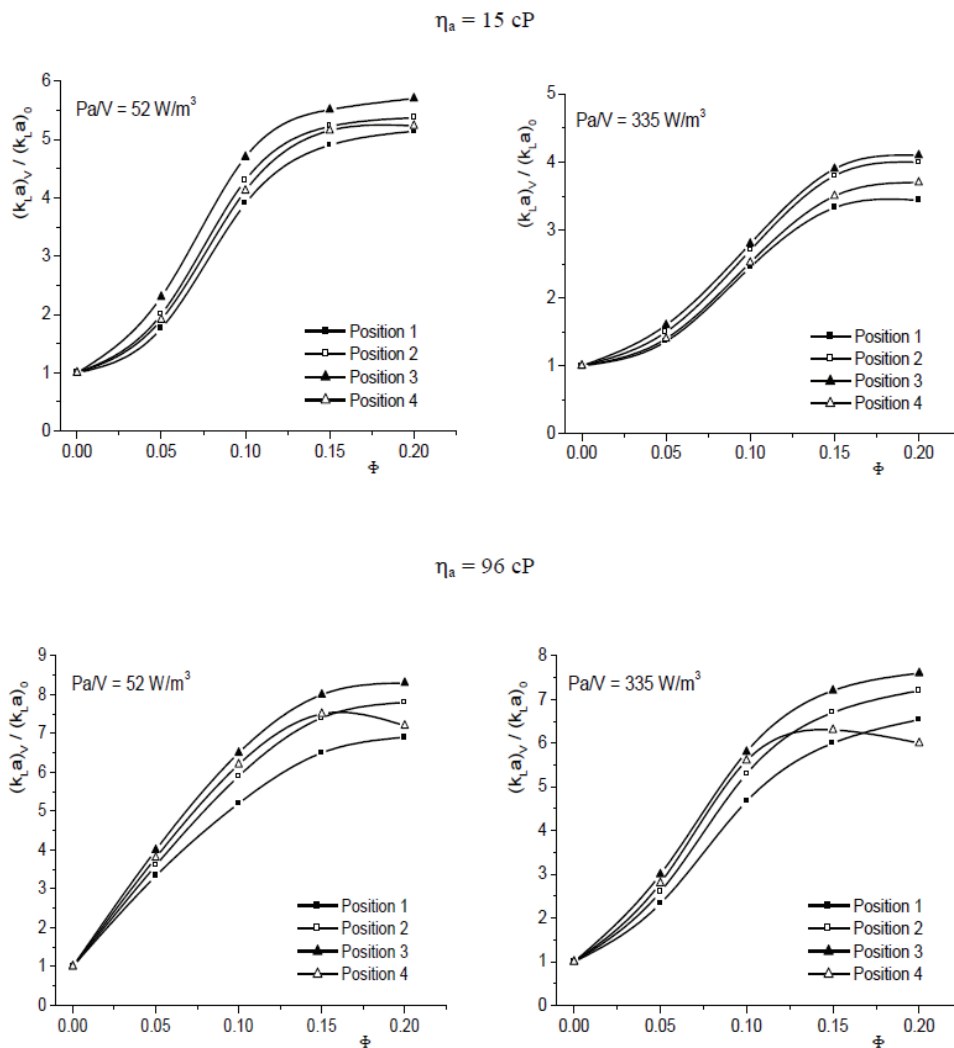 ηa = 15 cP
Pa/V = 52 W/m³
(kLa)V / (kLa)0
6
5
4
3
2
1
0
0.00 0.05 0.10 0.15 0.20
Φ
Position 1
Position 2
Position 3
Position 4
Pa/V = 335 W/m³
(kLa)V / (kLa)0
5
4
3
2
1
0
0.00 0.05 0.10 0.15 0.20
Φ
Position 1
Position 2
Position 3
Position 4
ηa = 96 cP
Pa/V = 52 W/m³
(kLa)V / (kLa)0
9
8
7
6
5
4
3
2
1
0
0.00 0.05 0.10 0.15 0.20
Φ
Position 1
Position 2
Position 3
Position 4
Pa/V = 335 W/m³
(kLa)V / (kLa)0
8
7
6
5
4
3
2
1
0
0.00 0.05 0.10 0.15 0.20
Φ
Position 1
Position 2
Position 3
Position 4